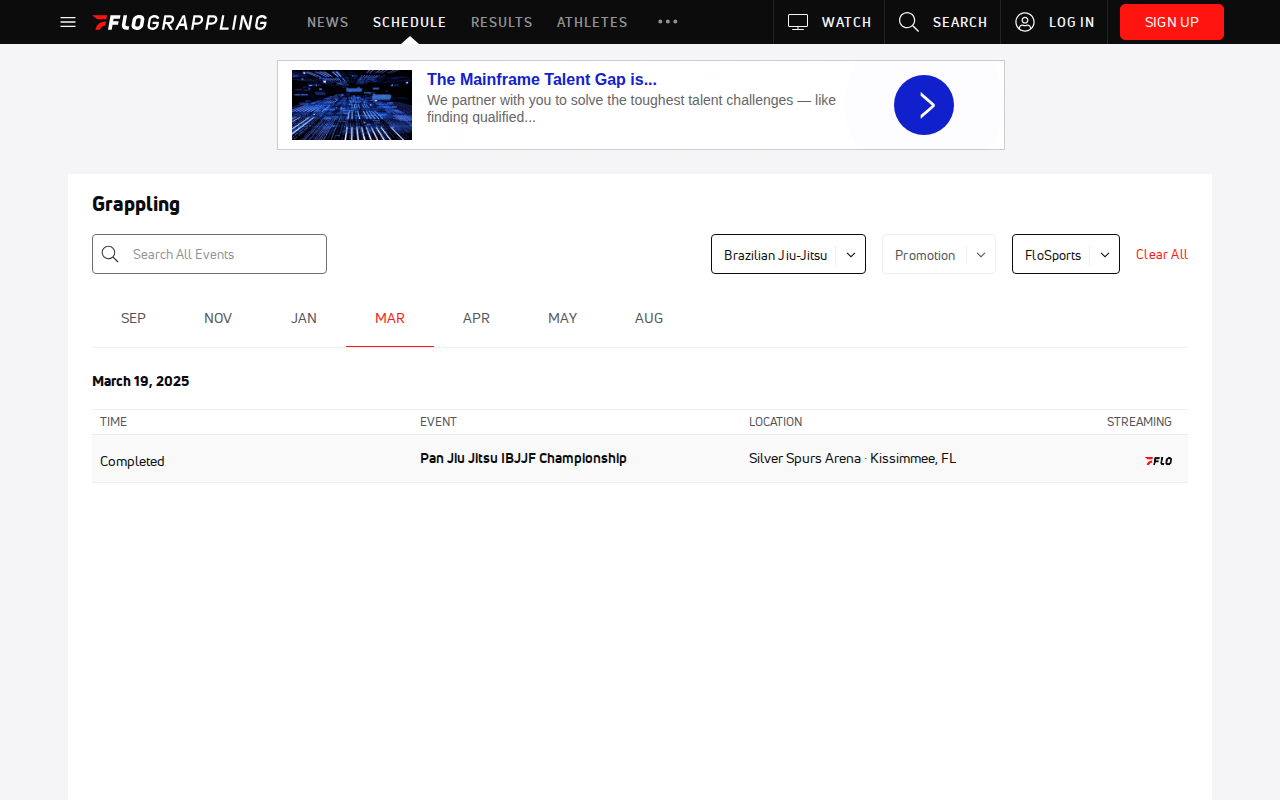 FLOGRAPPLING NEWS SCHEDULE RESULTS ATHLETES WATCH SEARCH LOG IN SIGN UP
The Mainframe Talent Gap is...
We partner with you to solve the toughest talent challenges — like
finding qualified...
Grappling
Search All Events Brazilian Jiu-Jitsu Promotion FloSports Clear All
SEP NOV JAN MAR APR MAY AUG
March 19, 2025
TIME EVENT LOCATION STREAMING
Completed Pan Jiu Jitsu IBJJF Championship Silver Spurs Arena · Kissimmee, FL FLO